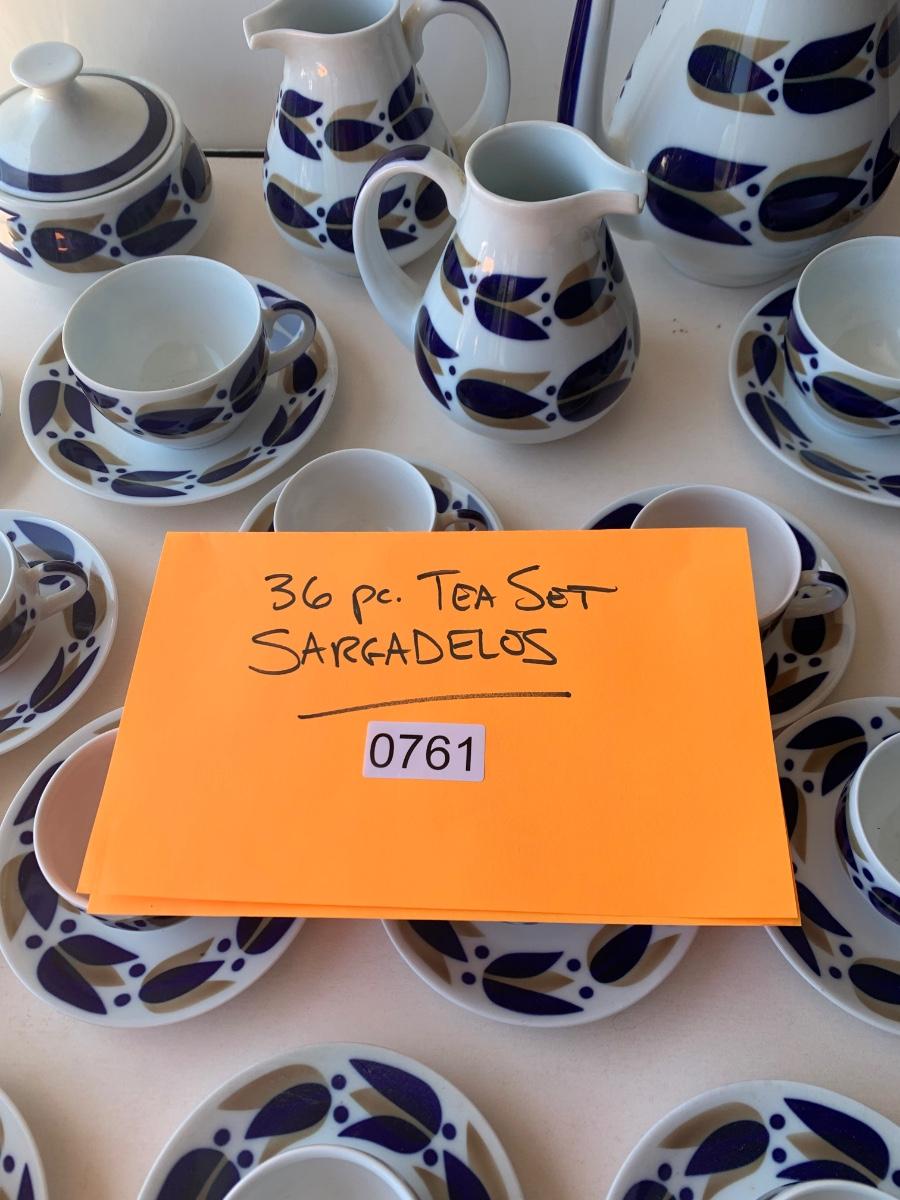 36 pc. TEA SET
SARGADELOS
0761